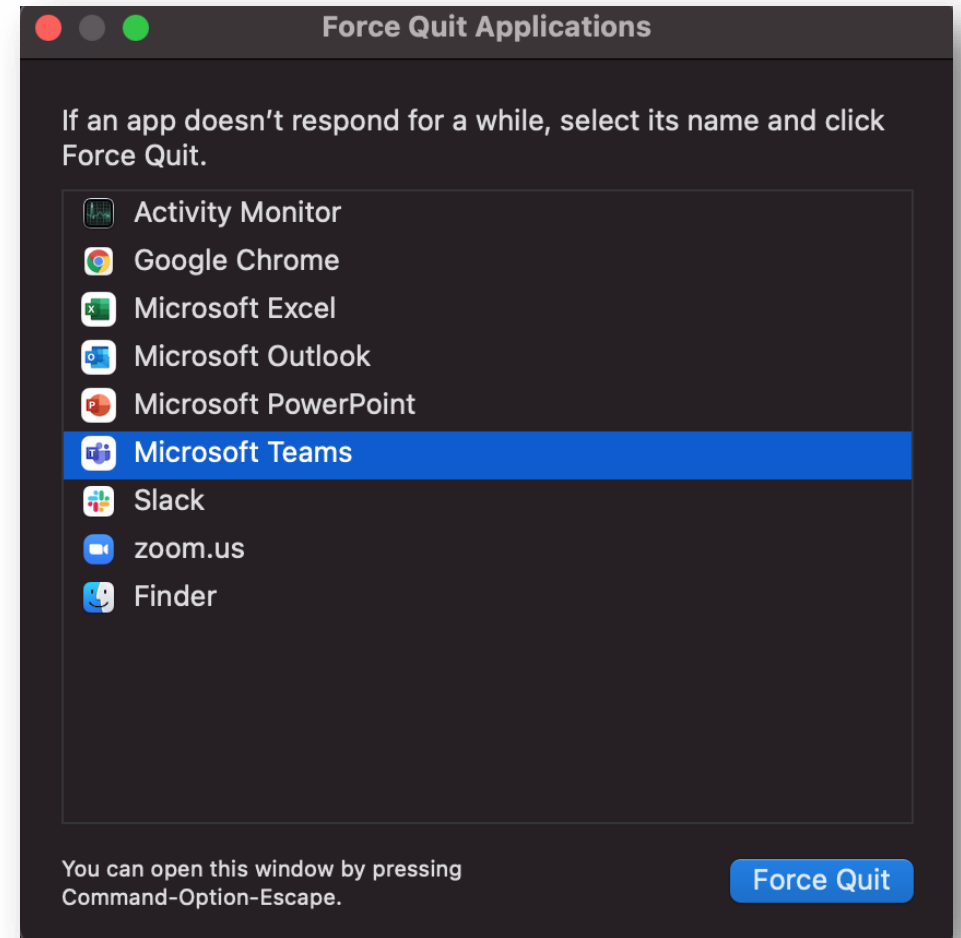 Force Quit Applications
If an app doesn’t respond for a while, select its name and click
Force Quit.
Activity Monitor
Google Chrome
Microsoft Excel
Microsoft Outlook
Microsoft PowerPoint
Microsoft Teams
Slack
zoom.us
Finder
You can open this window by pressing
Command-Option-Escape.
Force Quit